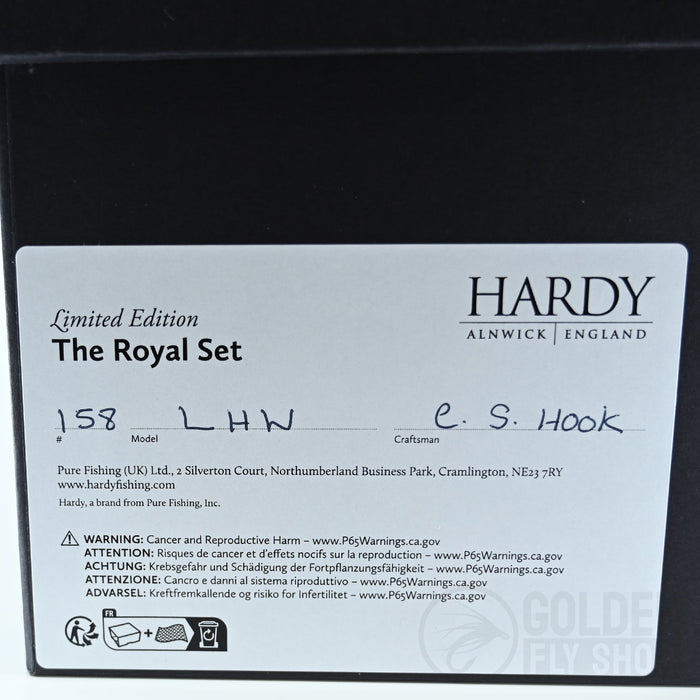 HARDY
ALNWICK | ENGLAND
Limited Edition
The Royal Set
158 LHW C. S. HOOK
# Model Craftsman
Pure Fishing (UK) Ltd., 2 Silverton Court, Northumberland Business Park, Cramlington, NE23 7RY
www.hardyfishing.com
Hardy, a brand from Pure Fishing, Inc.
WARNING: Cancer and Reproductive Harm – www.P65Warnings.ca.gov
ATTENTION: Risques de cancer et d'effets nocifs sur la reproduction – www.P65Warnings.ca.gov
ACHTUNG: Krebsgefahr und Schädigung der Fortpflanzungsfähigkeit – www.P65Warnings.ca.gov
ATTENZIONE: Cancro e danni al sistema riproduttivo – www.P65Warnings.ca.gov
ADVARSEL: Kreftfremkallende og risiko for Infertilitet – www.P65Warnings.ca.gov
FR
GOLDE
FLY SHO